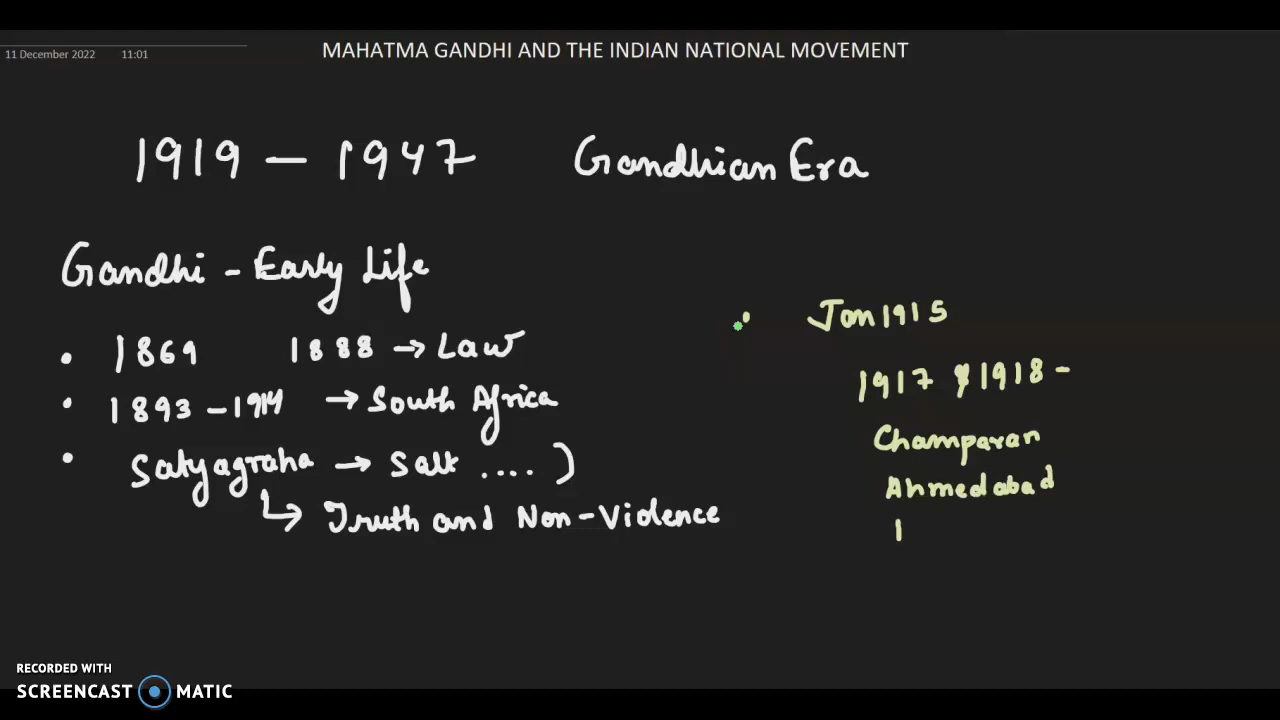 11 December 2022 11:01
MAHATMA GANDHI AND THE INDIAN NATIONAL MOVEMENT
1919 - 1947 Gandhian Era
Gandhi - Early Life
• 1869 1888 → Law
• 1893 - 1914 → South Africa
• Satyagraha → Salt ....)
↳ Truth and Non-Violence
• Jan 1915
1917 & 1918 -
Champaran
Ahmedabad
RECORDED WITH
SCREENCAST MATIC